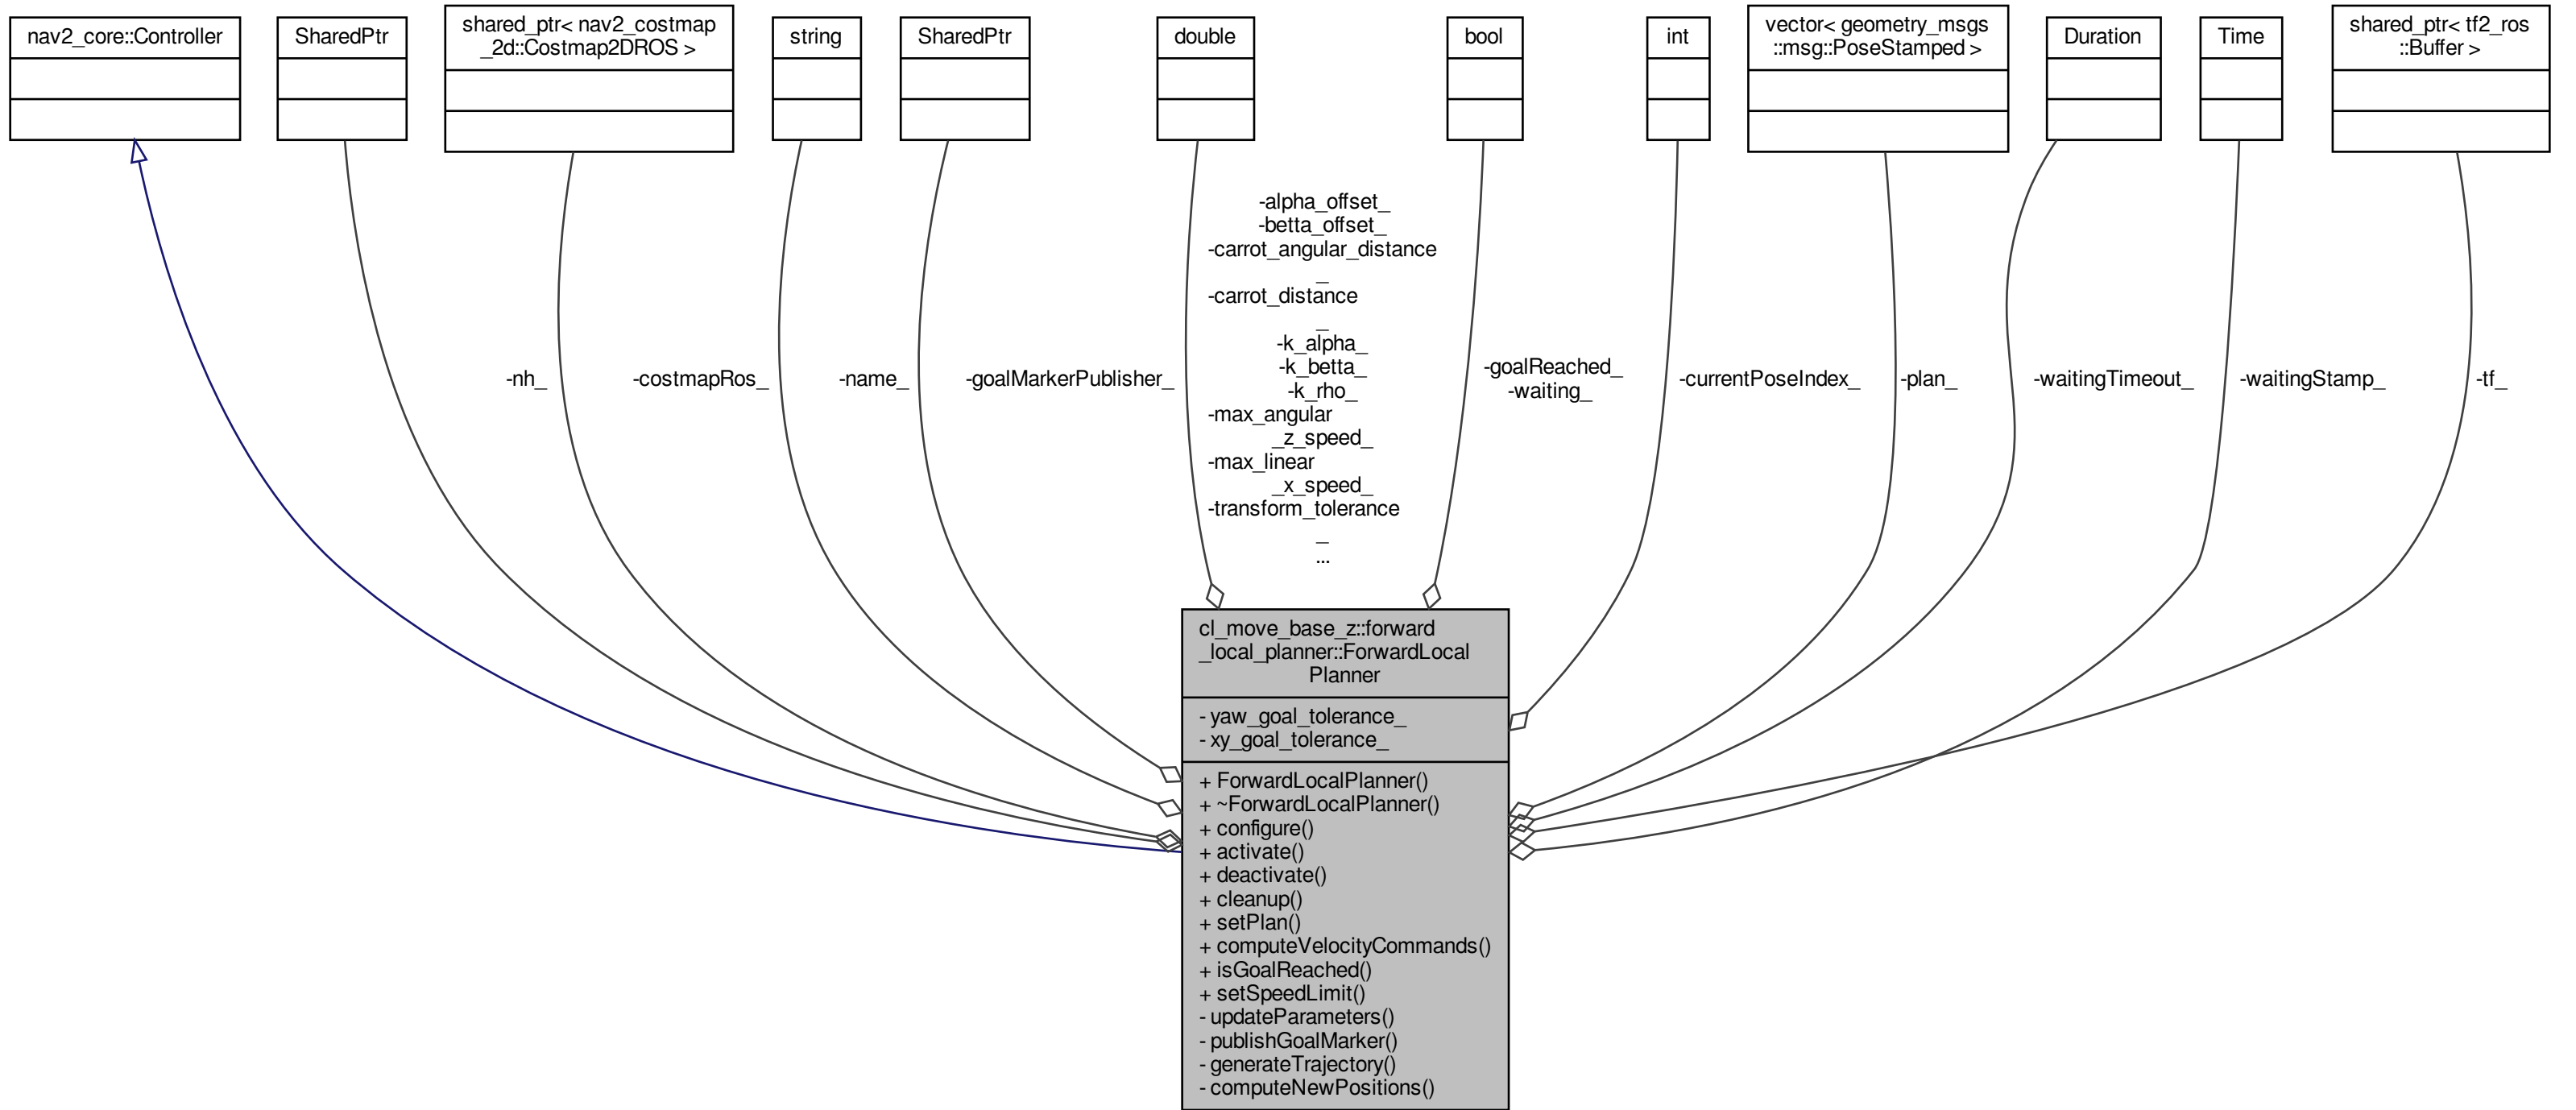 nav2_core::Controller
SharedPtr
shared_ptr< nav2_costmap
_2d::Costmap2DROS >
string
SharedPtr
double
bool
int
vector< geometry_msgs
::msg::PoseStamped >
Duration
Time
shared_ptr< tf2_ros
::Buffer >
-nh_
-costmapRos_
-name_
-goalMarkerPublisher_
-alpha_offset_
-betta_offset_
-carrot_angular_distance
_
-carrot_distance
_
-k_alpha_
-k_betta_
-k_rho_
-max_angular
_z_speed_
-max_linear
_x_speed_
-transform_tolerance
_
...
-goalReached_
-waiting_
-currentPoseIndex_
-plan_
-waitingTimeout_
-waitingStamp_
-tf_
cl_move_base_z::forward
_local_planner::ForwardLocal
Planner
- yaw_goal_tolerance_
- xy_goal_tolerance_
+ ForwardLocalPlanner()
+ ~ForwardLocalPlanner()
+ configure()
+ activate()
+ deactivate()
+ cleanup()
+ setPlan()
+ computeVelocityCommands()
+ isGoalReached()
+ setSpeedLimit()
- updateParameters()
- publishGoalMarker()
- generateTrajectory()
- computeNewPositions()